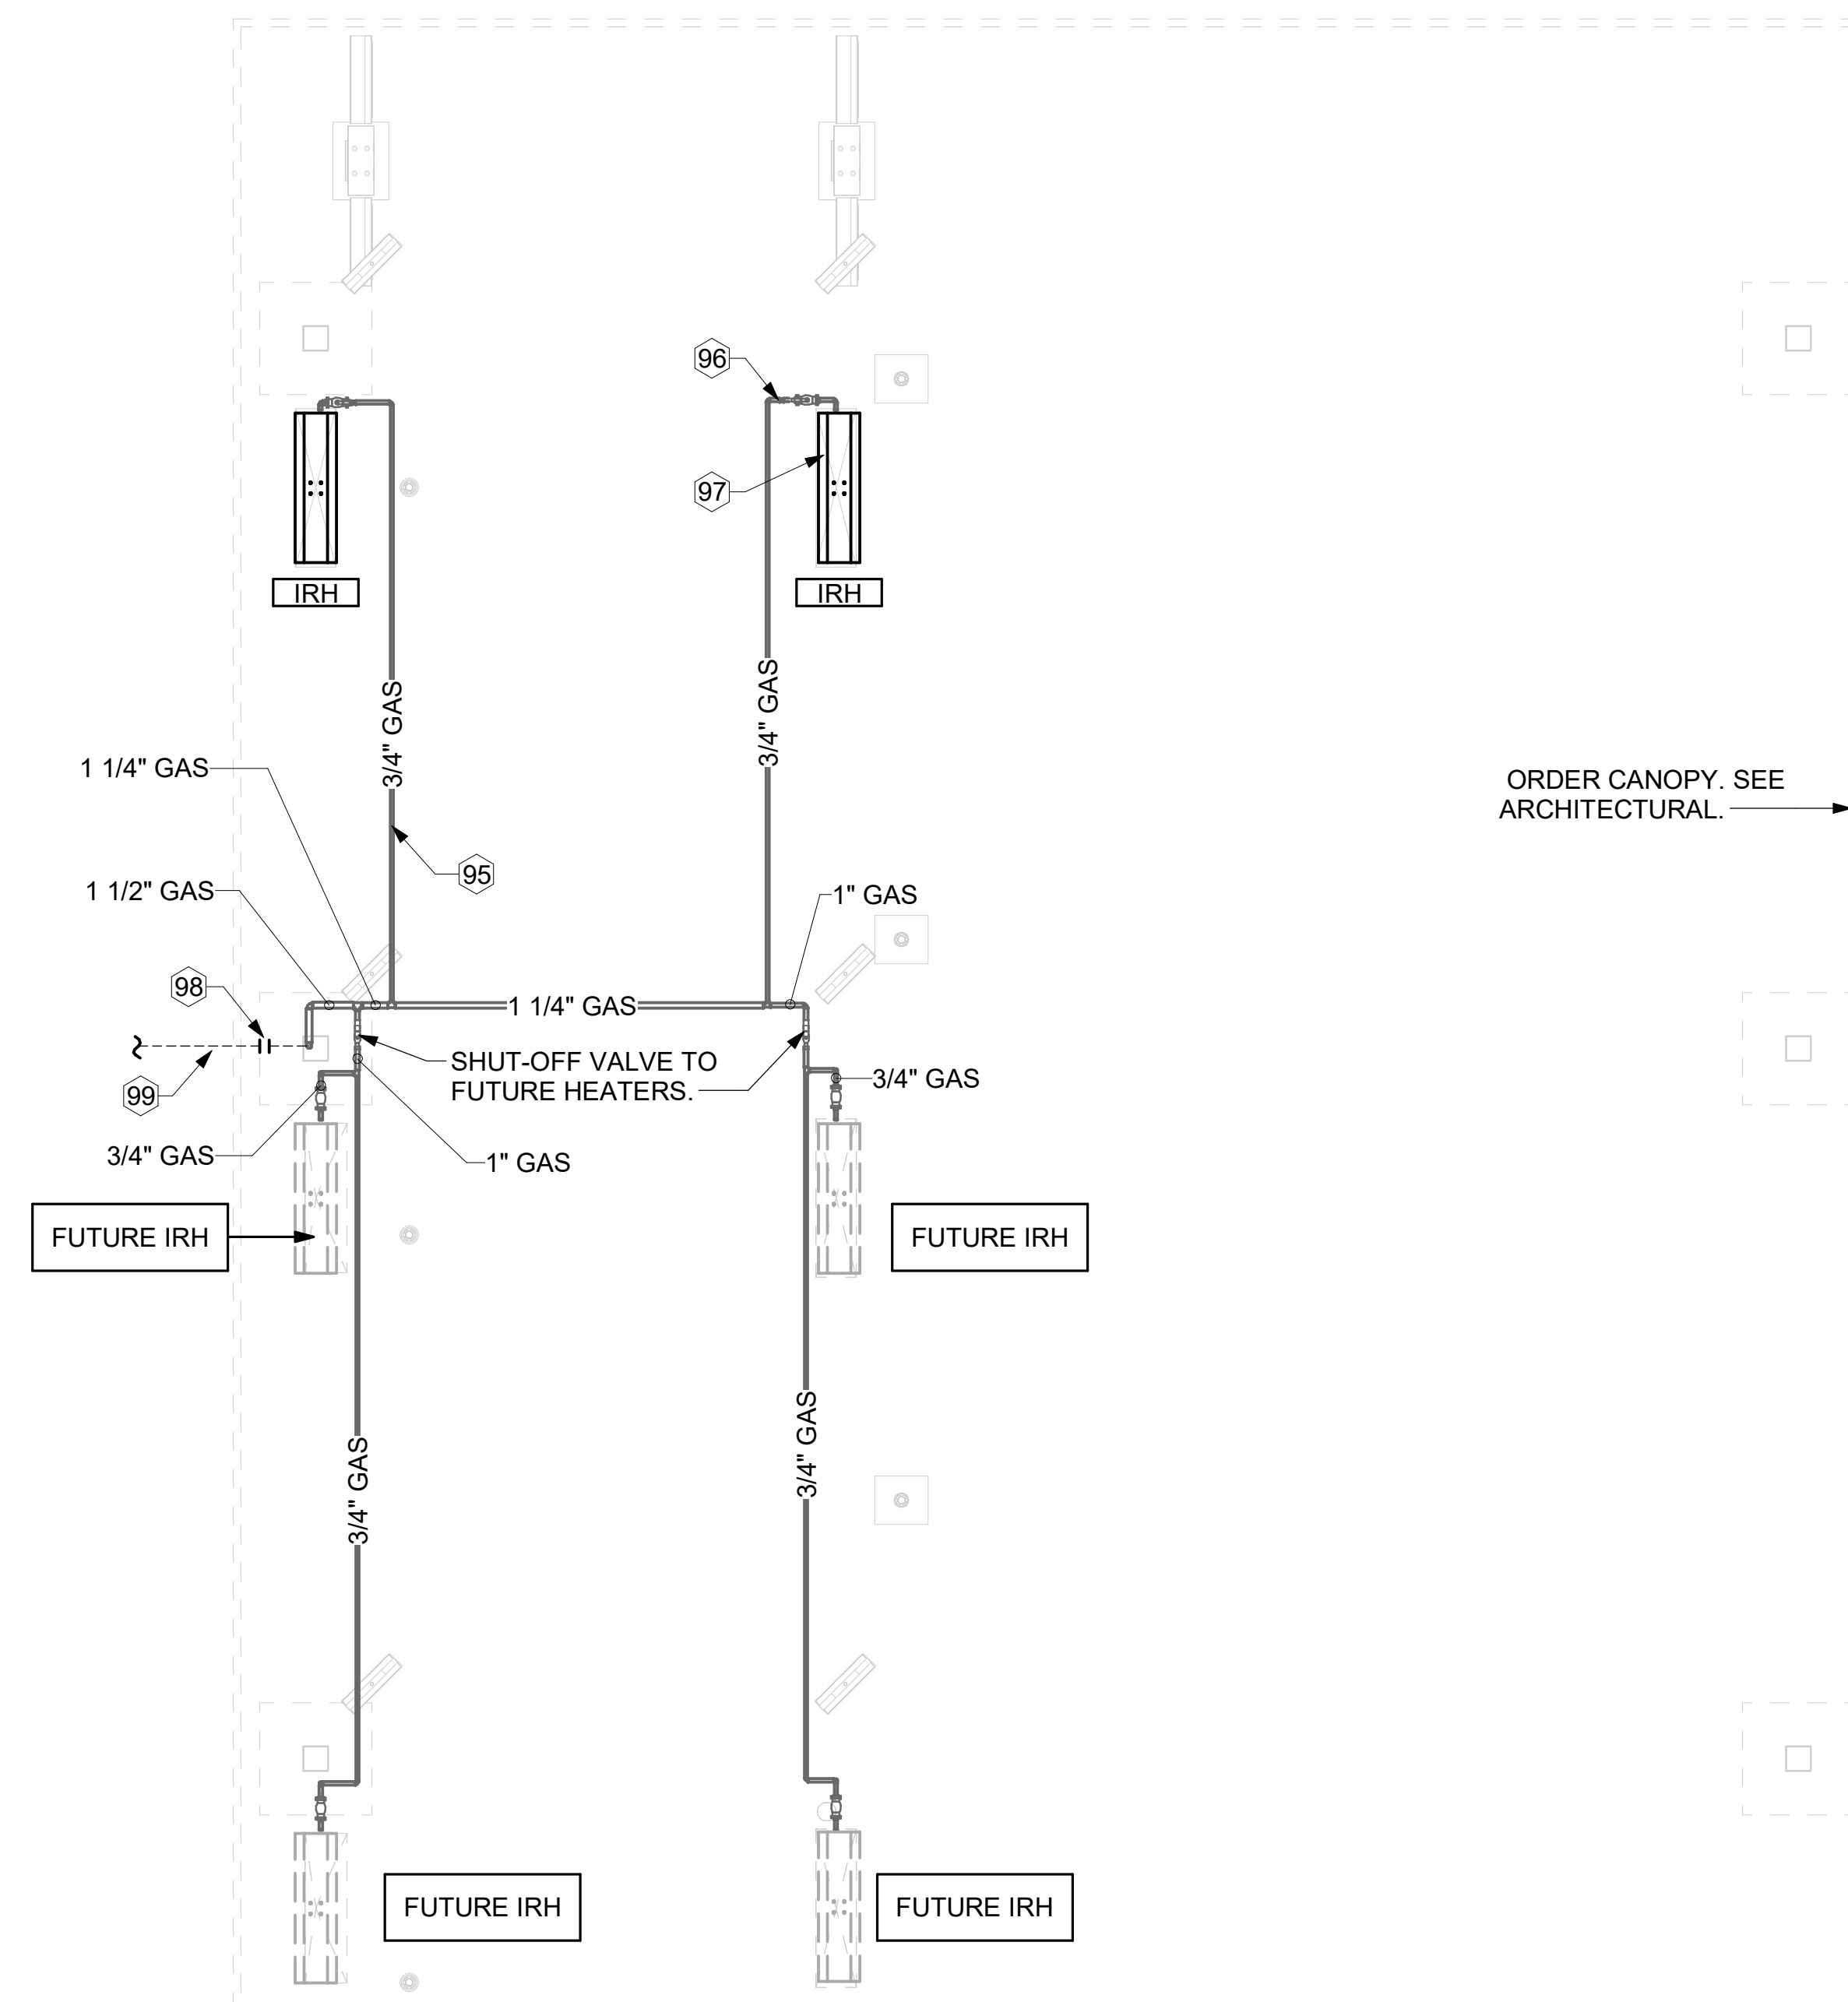 96
97
IRH
IRH
3/4" GAS
3/4" GAS
1 1/4" GAS
ORDER CANOPY. SEE
ARCHITECTURAL.
95
1 1/2" GAS
1" GAS
98
1 1/4" GAS
SHUT-OFF VALVE TO
FUTURE HEATERS.
3/4" GAS
99
3/4" GAS
1" GAS
FUTURE IRH
FUTURE IRH
3/4" GAS
3/4" GAS
FUTURE IRH
FUTURE IRH